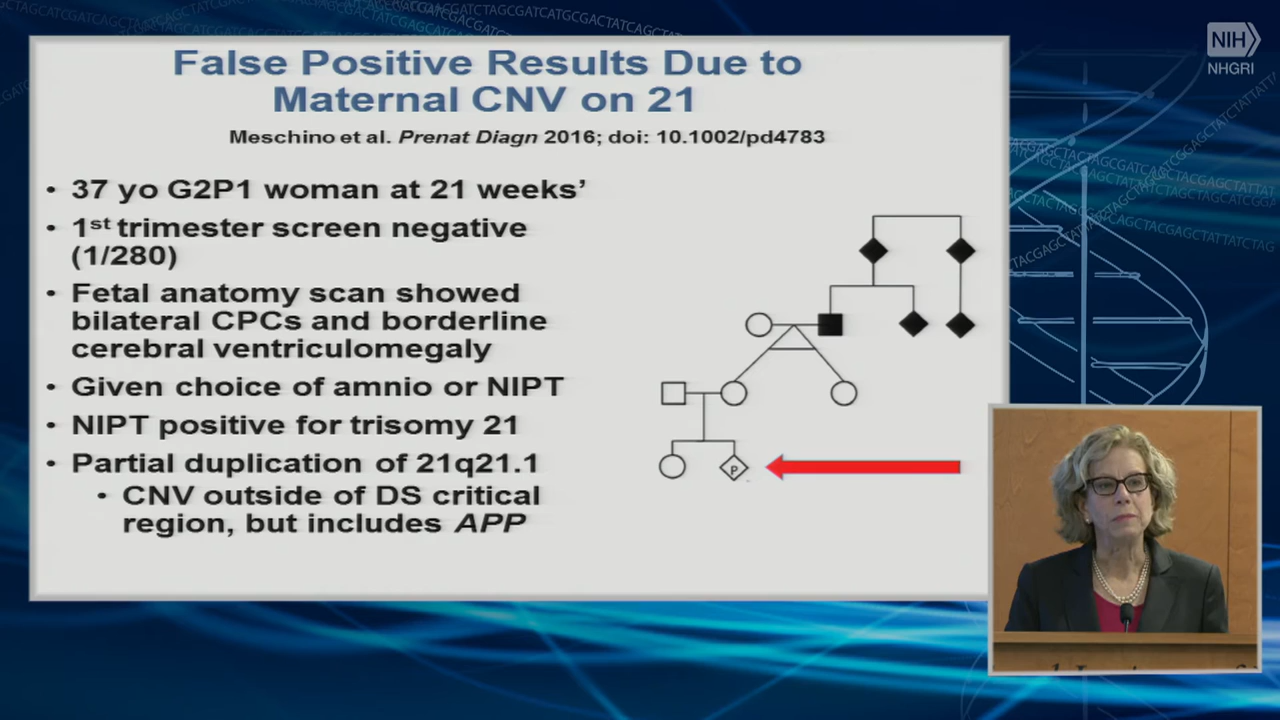 NIH
NHGRI
False Positive Results Due to
Maternal CNV on 21
Meschino et al. Prenat Diagn 2016; doi: 10.1002/pd4783
• 37 yo G2P1 woman at 21 weeks’
• 1st trimester screen negative
(1/280)
• Fetal anatomy scan showed
bilateral CPCs and borderline
cerebral ventriculomegaly
• Given choice of amnio or NIPT
• NIPT positive for trisomy 21
• Partial duplication of 21q21.1
• CNV outside of DS critical
region, but includes APP
P